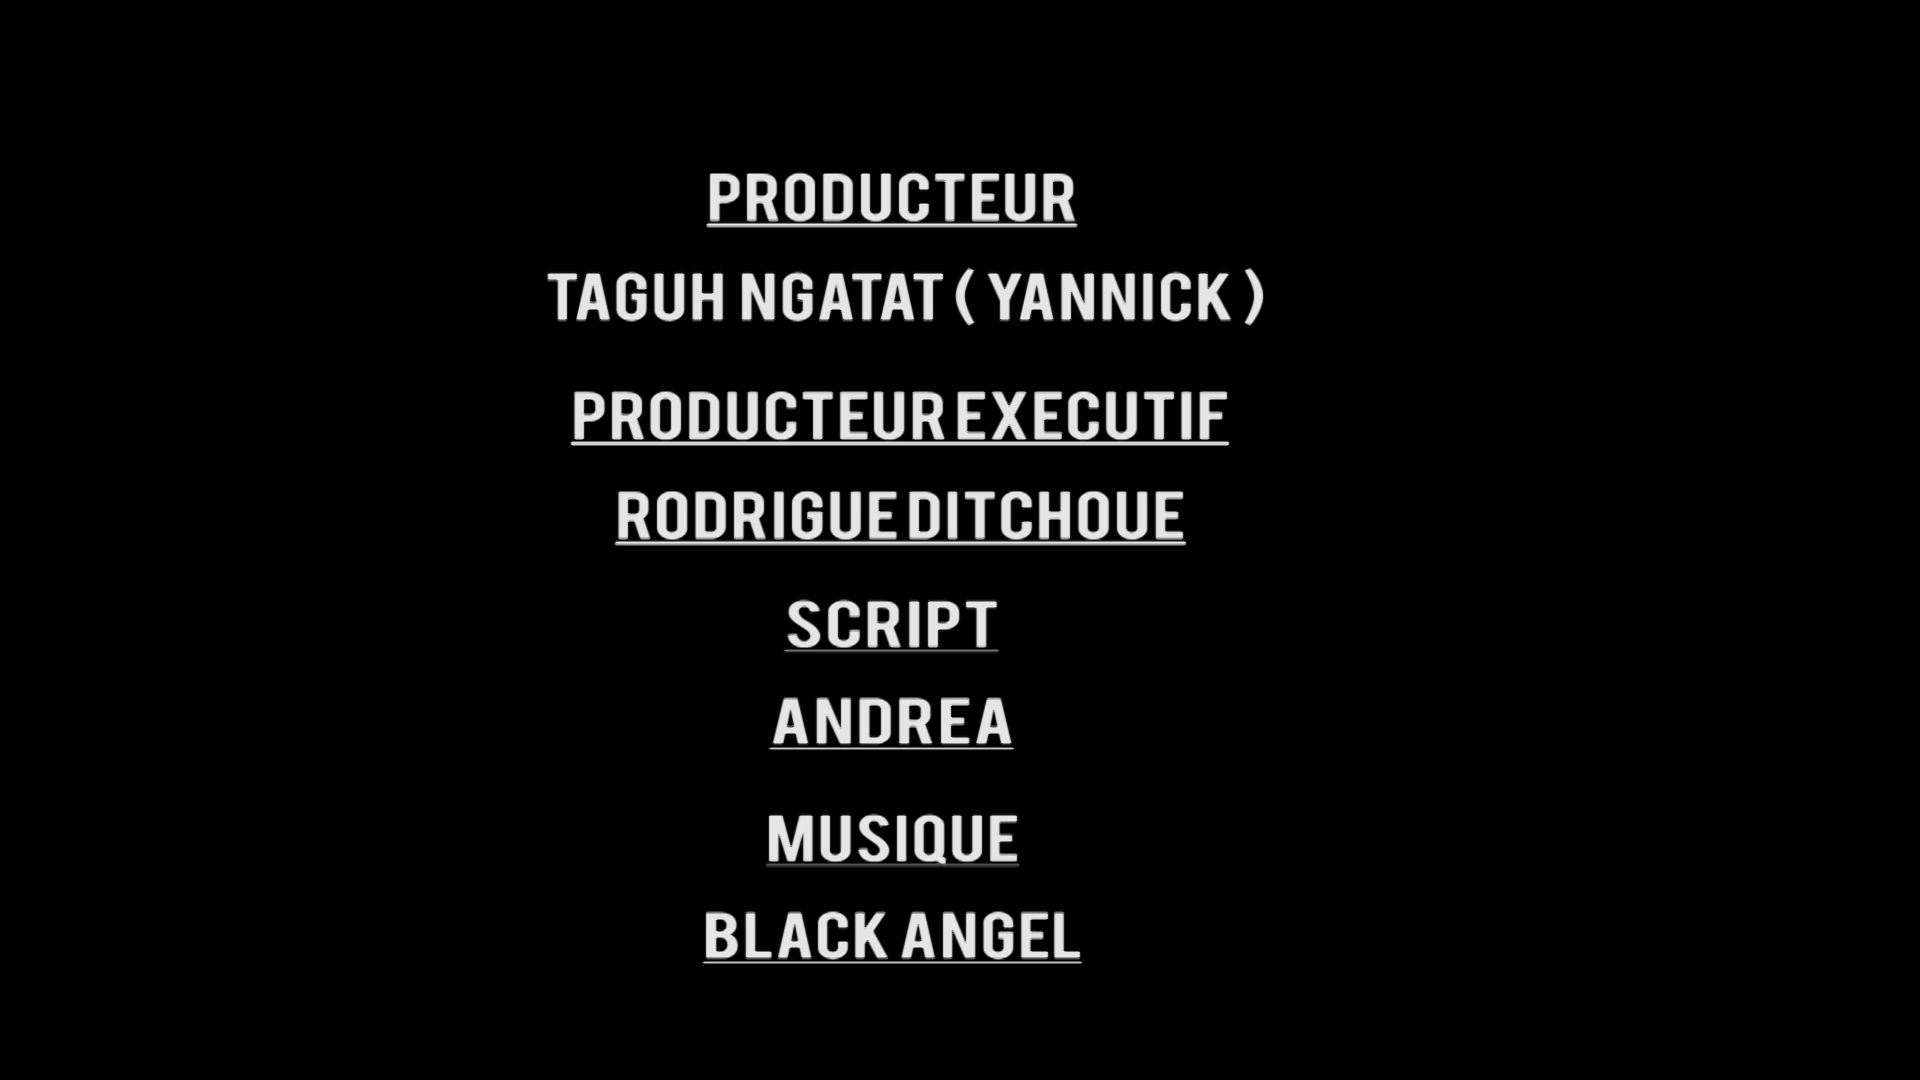 PRODUCTEUR
TAGUH NGATAT ( YANNICK )
PRODUCTEUR EXECUTIF
RODRIGUE DITCHOUE
SCRIPT
ANDREA
MUSIQUE
BLACK ANGEL